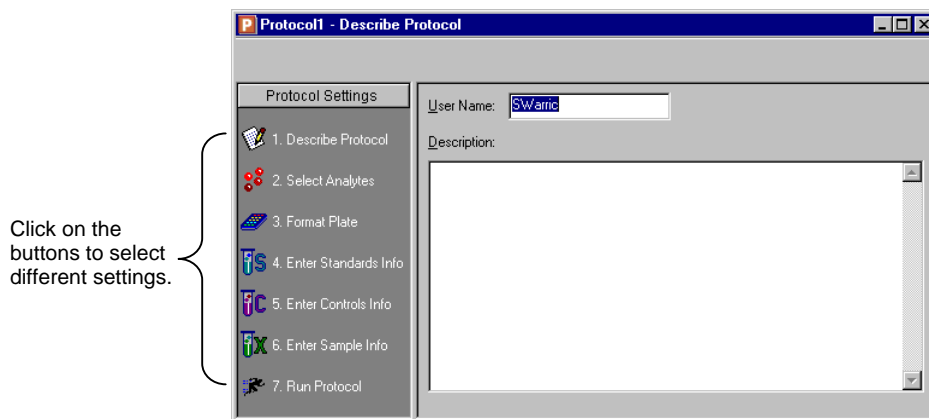 Protocol1 - Describe Protocol
Protocol Settings
1. Describe Protocol
2. Select Analytes
3. Format Plate
4. Enter Standards Info
5. Enter Controls Info
6. Enter Sample Info
7. Run Protocol
User Name: SWarric
Description:
Click on the
buttons to select
different settings.